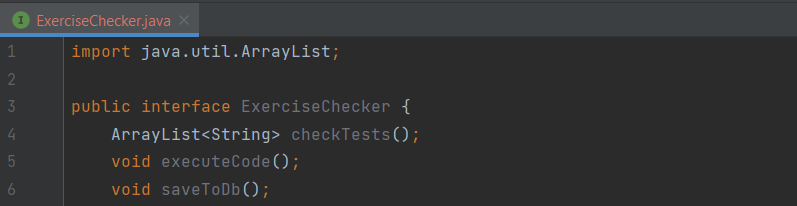 ExerciseChecker.java
1 import java.util.ArrayList;
2
3 public interface ExerciseChecker {
4 ArrayList<String> checkTests();
5 void executeCode();
6 void saveToDb();